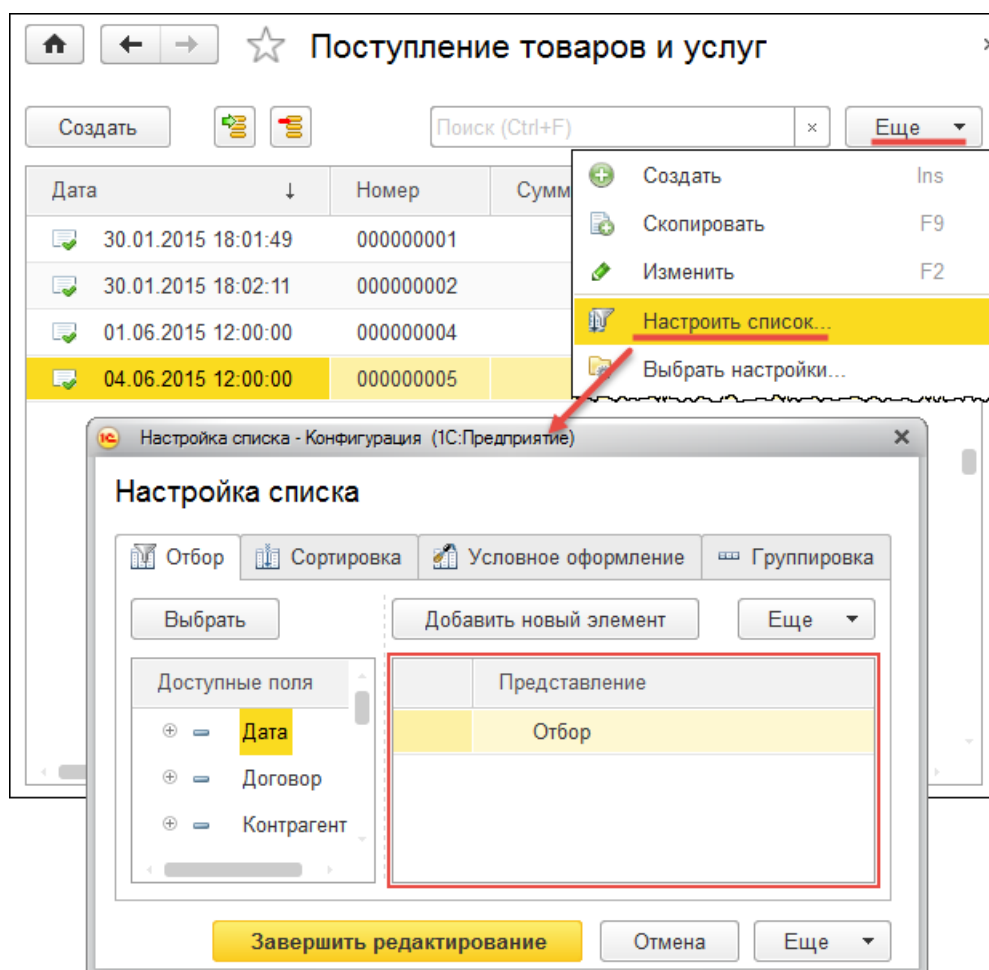 Поступление товаров и услуг
Создать
Поиск (Ctrl+F)
×
Еще
Дата ↓ Номер Сумм
30.01.2015 18:01:49 000000001
30.01.2015 18:02:11 000000002
01.06.2015 12:00:00 000000004
04.06.2015 12:00:00 000000005
Создать Ins
Скопировать F9
Изменить F2
Настроить список...
Выбрать настройки...
1С Настройка списка - Конфигурация (1С:Предприятие)
Настройка списка
Отбор Сортировка Условное оформление Группировка
Выбрать Добавить новый элемент Еще
Доступные поля Представление
Дата Отбор
Договор
Контрагент
Завершить редактирование Отмена Еще